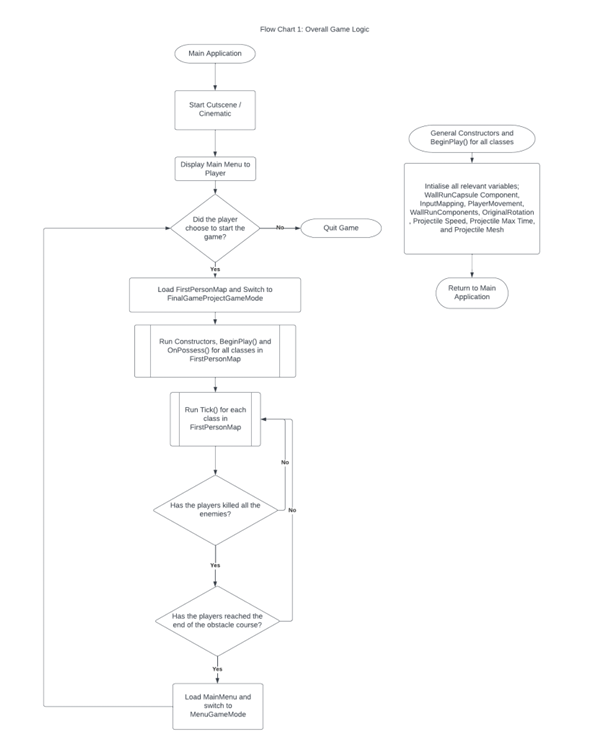 Flow Chart 1: Overall Game Logic
Main Application
Start Cutscene /
Cinematic
Display Main Menu to
Player
Did the player
choose to start the
game?
No
Quit Game
Yes
Load FirstPersonMap and Switch to
FinalGameProjectGameMode
Run Constructors, BeginPlay() and
OnPossess() for all classes in
FirstPersonMap
Run Tick() for each
class in
FirstPersonMap
No
Has the players killed all the
enemies?
No
Yes
Has the players reached the
end of the obstacle course?
Yes
Load MainMenu and
switch to
MenuGameMode
General Constructors and
BeginPlay() for all classes
Intialise all relevant variables;
WallRunCapsule Component,
InputMapping, PlayerMovement,
WallRunComponents, OriginalRotation
, Projectile Speed, Projectile Max Time,
and Projectile Mesh
Return to Main
Application